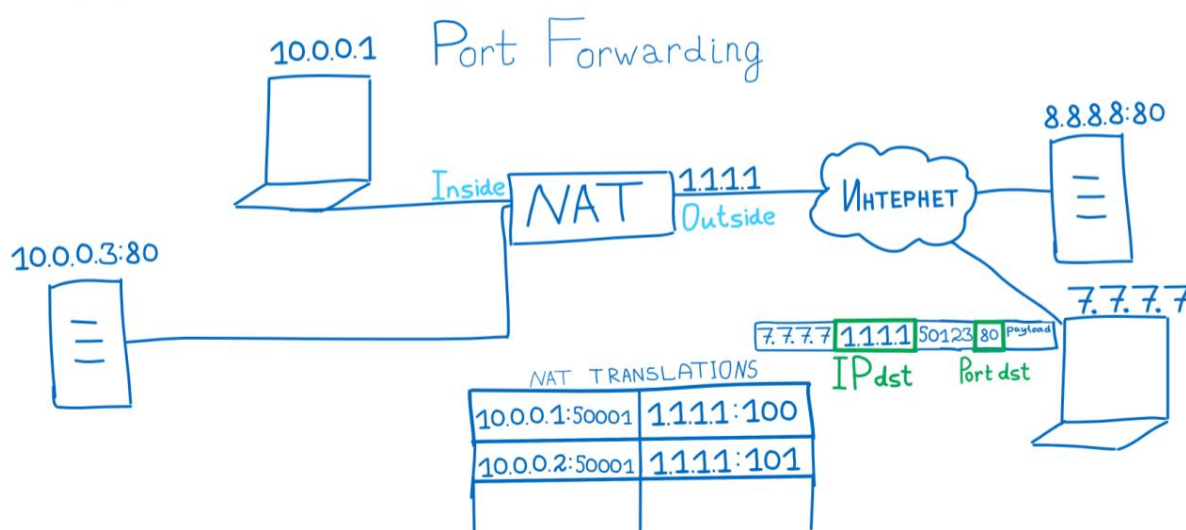 Port Forwarding
10.0.0.1
8.8.8.8:80
Inside
NAT
1.1.1.1
Outside
ИНТЕРНЕТ
10.0.0.3:80
7.7.7.7
7.7.7.7 1.1.1.1 50123 80 payload
IP dst Port dst
NAT TRANSLATIONS
10.0.0.1:50001 1.1.1.1:100
10.0.0.2:50001 1.1.1.1:101